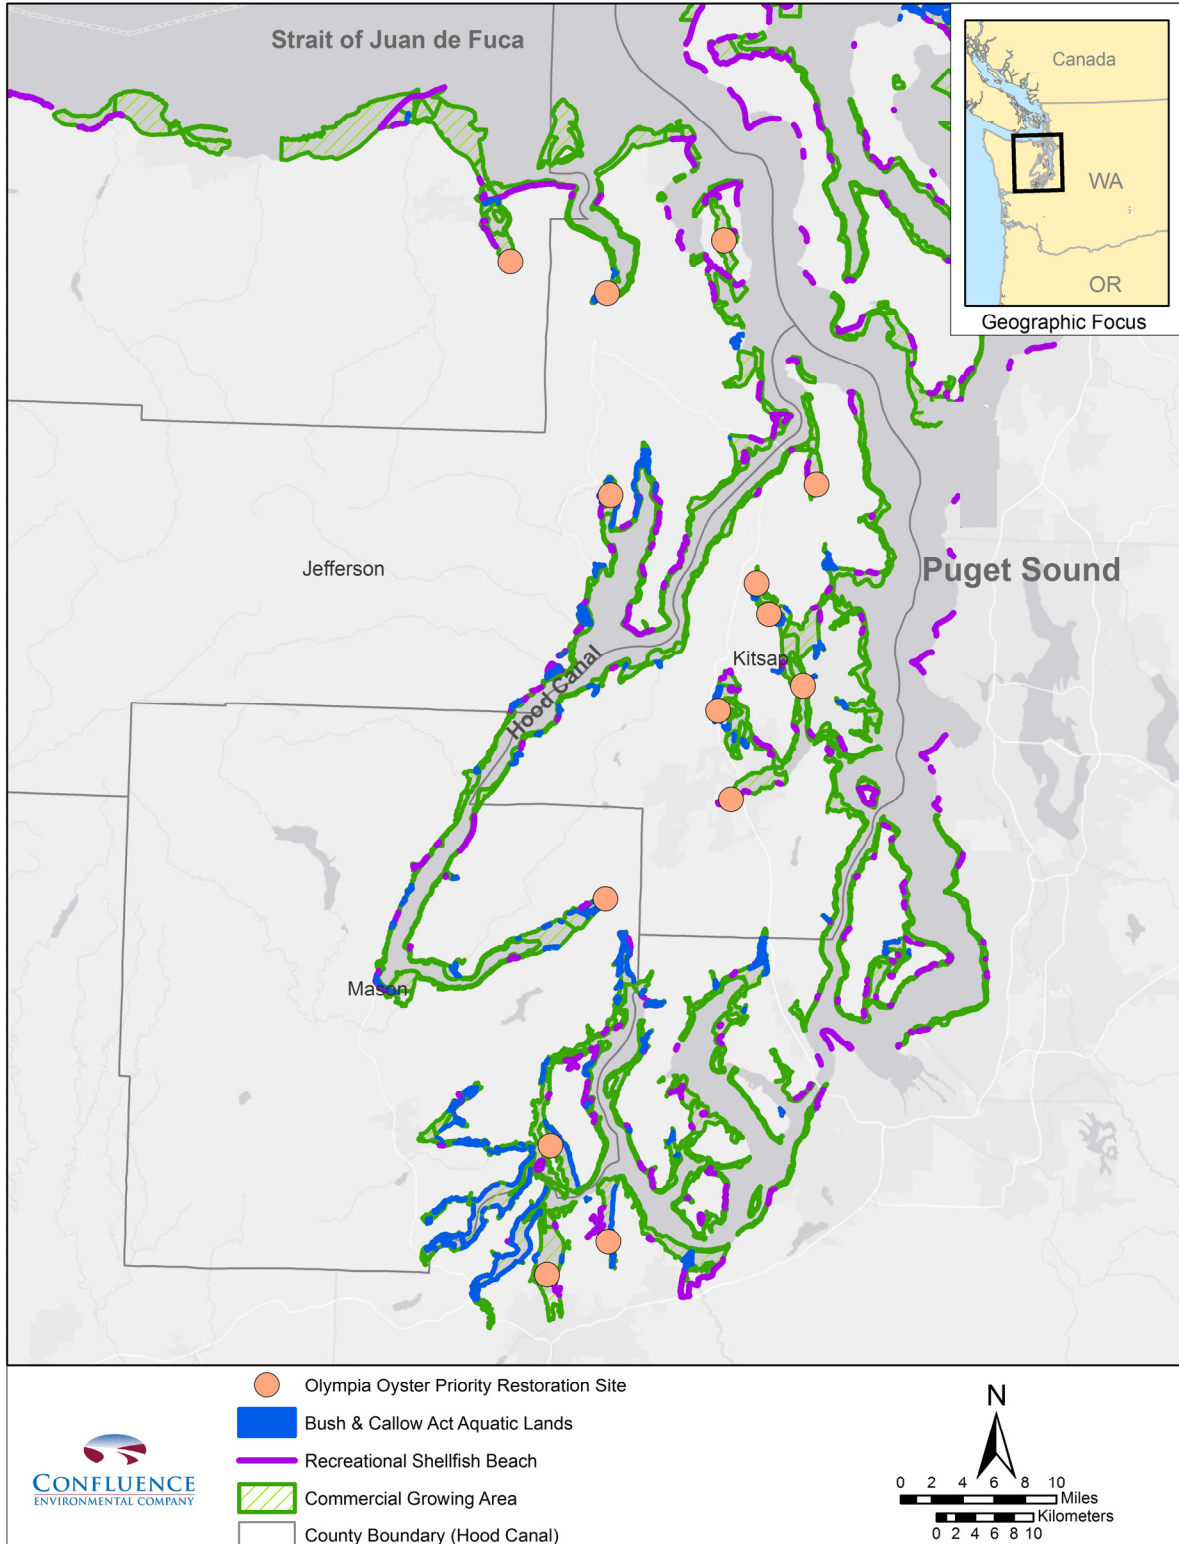 Strait of Juan de Fuca
Canada
WA
OR
Geographic Focus
Jefferson
Puget Sound
Kitsap
Hood Canal
Mason
Olympia Oyster Priority Restoration Site
Bush & Callow Act Aquatic Lands
Recreational Shellfish Beach
Commercial Growing Area
County Boundary (Hood Canal)
CONFLUENCE
ENVIRONMENTAL COMPANY
N
0 2 4 6 8 10
Miles
Kilometers
0 2 4 6 8 10